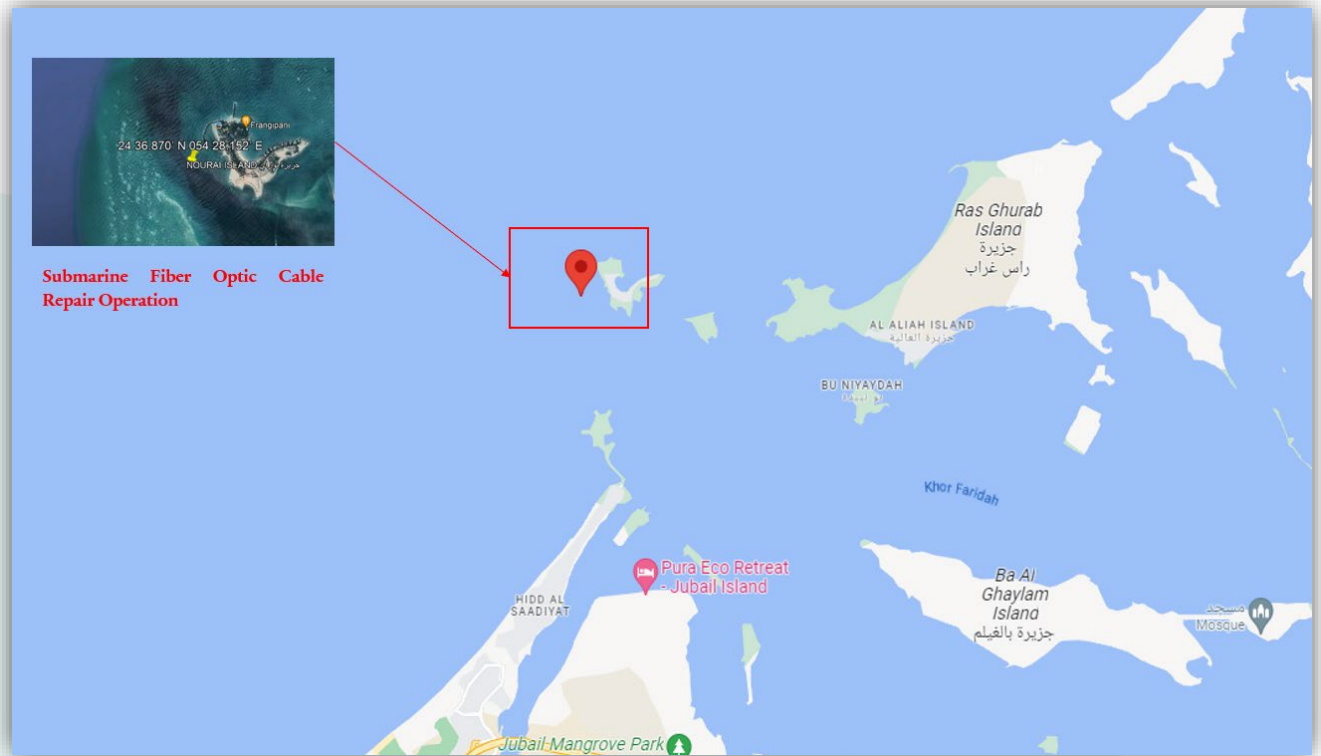 Frangipani
24 36 870' N 054 28 152' E
NOURAI ISLAND
Submarine Fiber Optic Cable
Repair Operation
Ras Ghurab
Island
جزيرة
راس غراب
AL ALIAH ISLAND
جزيرة العالية
BU NIYAYDAH
Khor Faridah
Pura Eco Retreat
- Jubail Island
HIDD AL
SAADIYAT
Ba Al
Ghaylam
Island
جزيرة بالغيلم
مسجد
Mosque
Jubail Mangrove Park